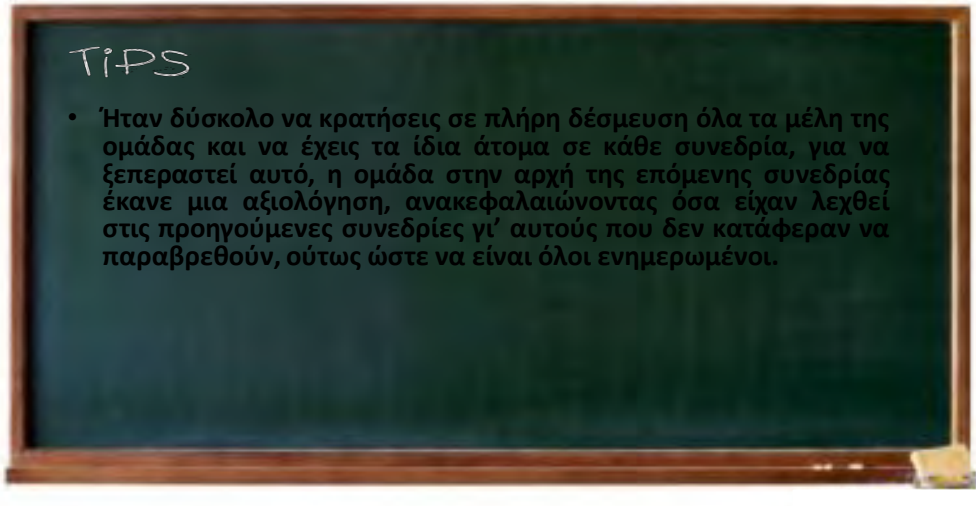 TiPS
• Ήταν δύσκολο να κρατήσεις σε πλήρη δέσμευση όλα τα μέλη της
ομάδας και να έχεις τα ίδια άτομα σε κάθε συνεδρία, για να
ξεπεραστεί αυτό, η ομάδα στην αρχή της επόμενης συνεδρίας
έκανε μια αξιολόγηση, ανακεφαλαιώνοντας όσα είχαν λεχθεί
στις προηγούμενες συνεδρίες γι’ αυτούς που δεν κατάφεραν να
παραβρεθούν, ούτως ώστε να είναι όλοι ενημερωμένοι.